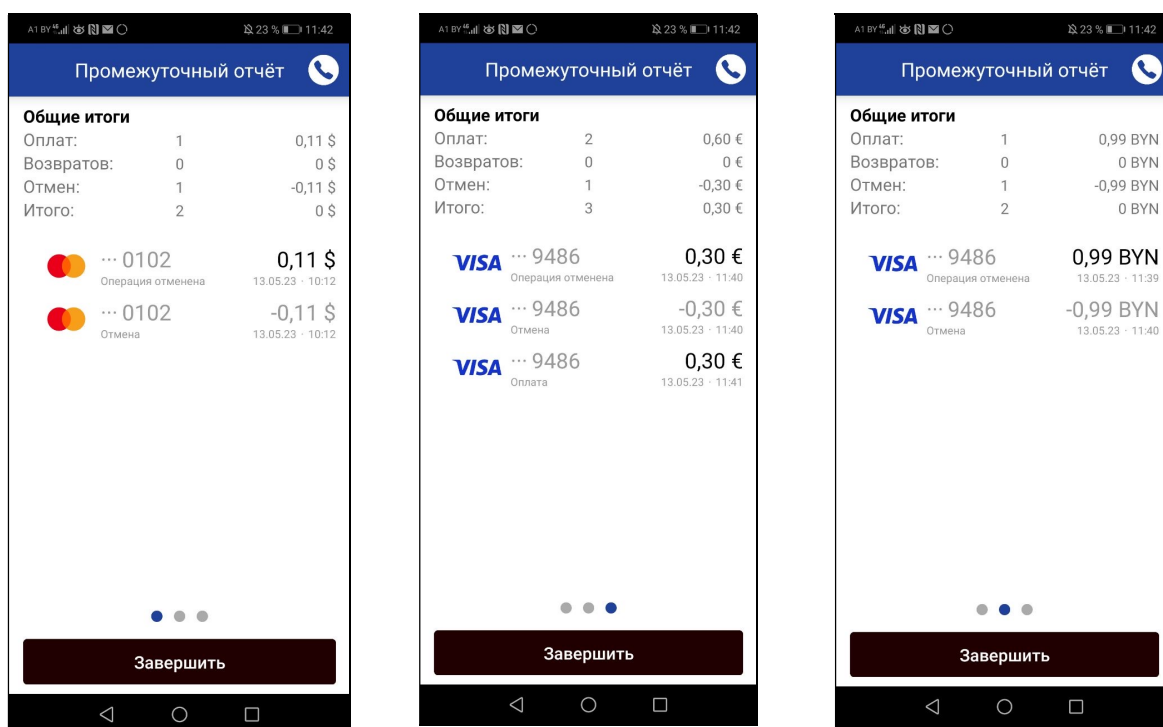 A1 BY 4G 23 % 11:42
Промежуточный отчёт
Общие итоги
Оплат: 1 0,11 $
Возвратов: 0 0 $
Отмен: 1 -0,11 $
Итого: 2 0 $
··· 0102 0,11 $
Операция отменена 13.05.23 · 10:12
··· 0102 -0,11 $
Отмена 13.05.23 · 10:12
Завершить
A1 BY 4G 23 % 11:42
Промежуточный отчёт
Общие итоги
Оплат: 2 0,60 €
Возвратов: 0 0 €
Отмен: 1 -0,30 €
Итого: 3 0,30 €
VISA ··· 9486 0,30 €
Операция отменена 13.05.23 · 11:40
VISA ··· 9486 -0,30 €
Отмена 13.05.23 · 11:40
VISA ··· 9486 0,30 €
Оплата 13.05.23 · 11:41
Завершить
A1 BY 4G 23 % 11:42
Промежуточный отчёт
Общие итоги
Оплат: 1 0,99 BYN
Возвратов: 0 0 BYN
Отмен: 1 -0,99 BYN
Итого: 2 0 BYN
VISA ··· 9486 0,99 BYN
Операция отменена 13.05.23 · 11:39
VISA ··· 9486 -0,99 BYN
Отмена 13.05.23 · 11:40
Завершить